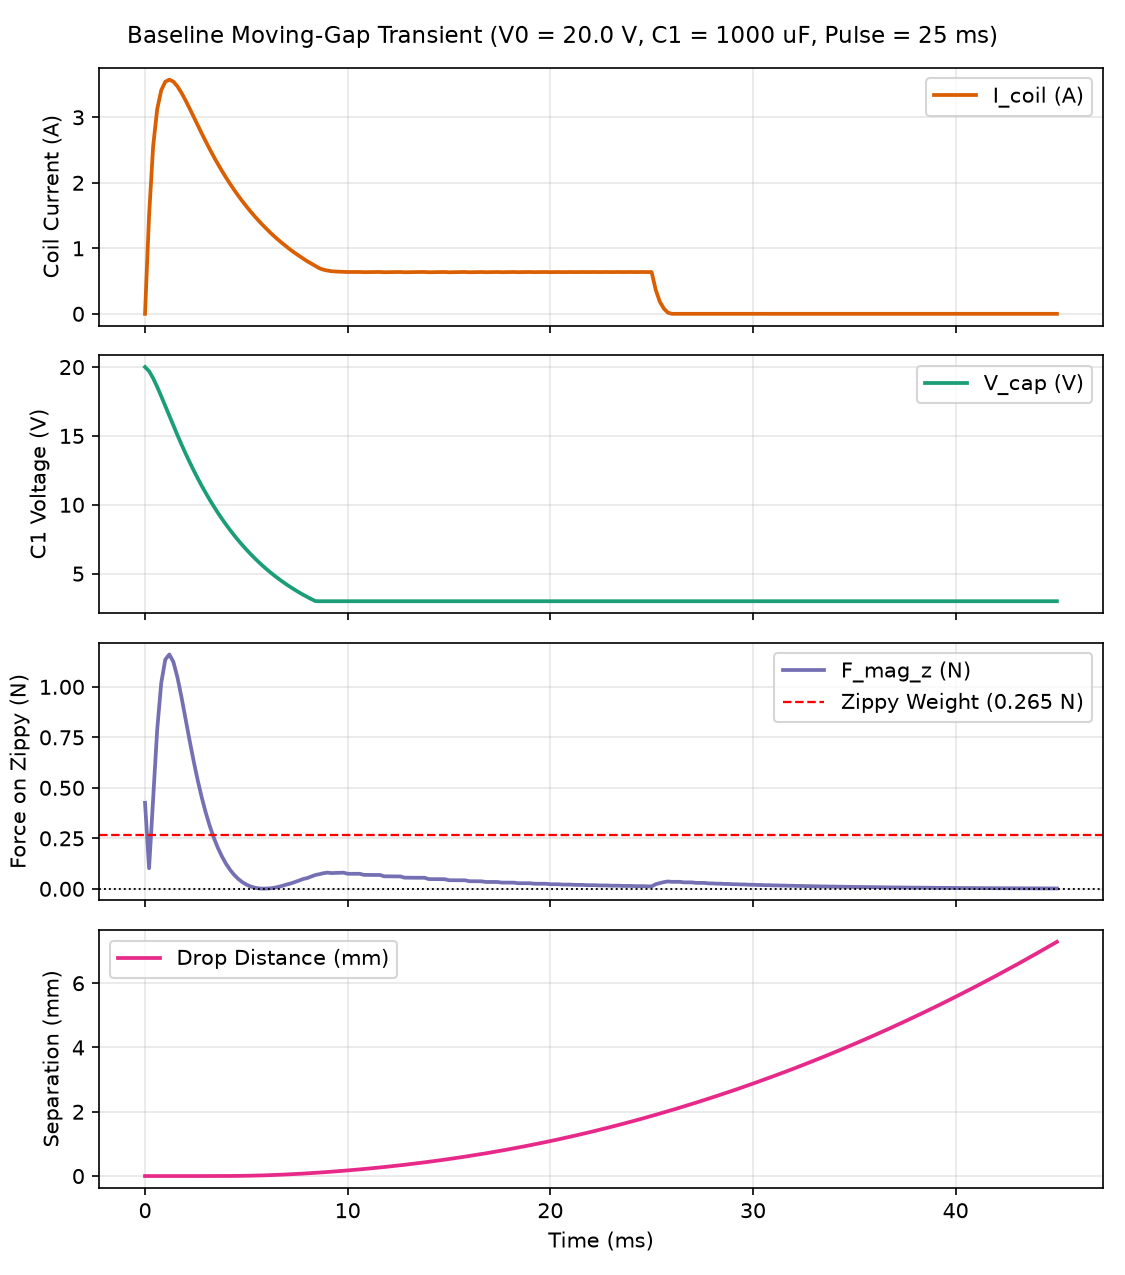 Baseline Moving-Gap Transient (V0 = 20.0 V, C1 = 1000 uF, Pulse = 25 ms)
Coil Current (A)
3
2
1
0
I_coil (A)
C1 Voltage (V)
20
15
10
5
V_cap (V)
Force on Zippy (N)
1.00
0.75
0.50
0.25
0.00
F_mag_z (N)
Zippy Weight (0.265 N)
Separation (mm)
6
4
2
0
Drop Distance (mm)
0 10 20 30 40
Time (ms)